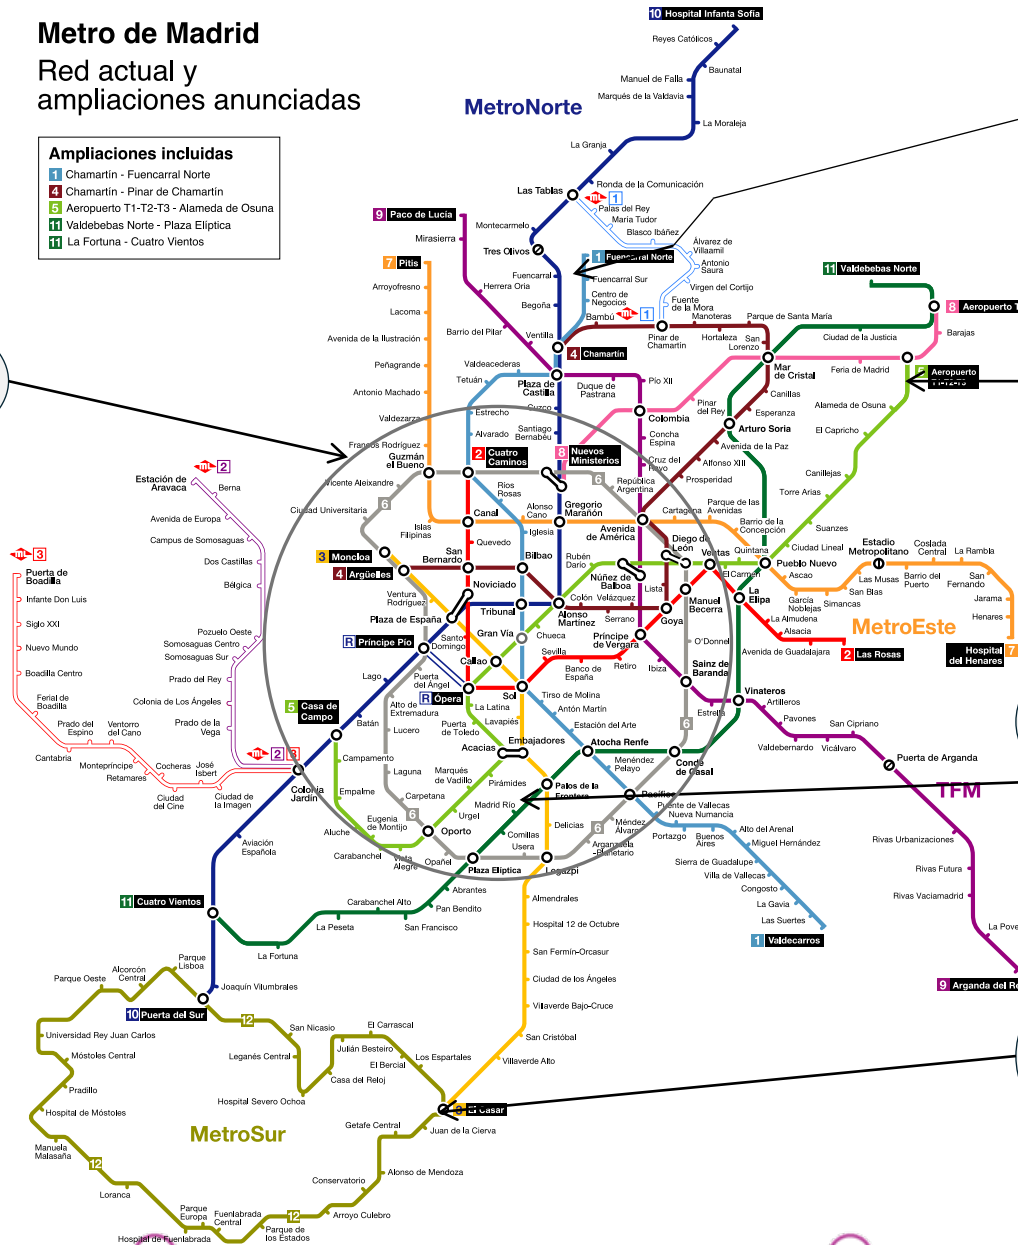 Metro de Madrid
Red actual y
ampliaciones anunciadas
Ampliaciones incluidas
1 Chamartín - Fuencarral Norte
4 Chamartín - Pinar de Chamartín
5 Aeropuerto T1-T2-T3 - Alameda de Osuna
11 Valdebebas Norte - Plaza Elíptica
11 La Fortuna - Cuatro Vientos
MetroNorte
10 Hospital Infanta Sofía
Reyes Católicos
Baunatal
Manuel de Falla
Marqués de la Valdavia
La Moraleja
La Granja
Ronda de la Comunicación
Las Tablas
ML 1
Palas del Rey
María Tudor
Blasco Ibáñez
Álvarez de
Villaamil
Antonio
Saura
Virgen del Cortijo
Fuente
de la Mora
ML 1
Pinar de
Chamartín
Montecarmelo
Tres Olivos
Fuencarral
Begoña
1 Fuencarral Norte
Fuencarral Sur
Centro de
Negocios
Bambú
Ventilla
4 Chamartín
9 Paco de Lucía
Mirasierra
Herrera Oria
Barrio del Pilar
Valdeacederas
Tetuán
Plaza de
Castilla
Estrecho
Alvarado
Cuzco
Santiago
Bernabéu
7 Pitis
Arroyofresno
Lacoma
Avenida de la Ilustración
Peñagrande
Antonio Machado
Valdezarza
Francos Rodríguez
Guzmán
el Bueno
Manoteras
Hortaleza
Parque de Santa María
San
Lorenzo
Mar
de Cristal
11 Valdebebas Norte
8 Aeropuerto T
Barajas
Ciudad de la Justicia
Feria de Madrid
5 Aeropuerto
T1-T2-T3
Alameda de Osuna
El Capricho
Canillejas
Torre Arias
Suanzes
Ciudad Lineal
Pueblo Nuevo
Canillas
Esperanza
Arturo Soria
Avenida de la Paz
Alfonso XIII
Prosperidad
Duque de
Pastrana
Pío XII
Colombia
Pinar
del Rey
Concha
Espina
Cruz del
Rayo
República
Argentina
8 Nuevos
Ministerios
2 Cuatro
Caminos
6
6
Vicente Aleixandre
Ciudad Universitaria
Islas
Filipinas
Canal
Ríos
Rosas
Alonso
Cano
Gregorio
Marañón
Avenida
de América
Cartagena
Parque de las
Avenidas
Barrio de la
Concepción
Quevedo
Iglesia
Bilbao
Rubén
Darío
Núñez de
Balboa
Diego de
León
Ventas
Quintana
El Carmen
Ascao
García
Noblejas
Simancas
San Blas
Las Musas
Estadio
Metropolitano
Barrio del
Puerto
Coslada
Central
La Rambla
San
Fernando
Jarama
Henares
7 Hospital
del Henares
MetroEste
3 Moncloa
4 Argüelles
San
Bernardo
Noviciado
Tribunal
Alonso
Martínez
Colón
Velázquez
Serrano
Lista
Goya
Manuel
Becerra
La
Elipa
La Almudena
Alsacia
Avenida de Guadalajara
2 Las Rosas
Ventura
Rodríguez
Plaza de España
R Príncipe Pío
Santo
Domingo
Callao
Gran Vía
Chueca
Sevilla
Banco de
España
Retiro
Príncipe
de Vergara
Ibiza
O'Donnell
Sainz de
Baranda
Estrella
Vinateros
Artilleros
Pavones
Valdebernardo
Vicálvaro
San Cipriano
Puerta de Arganda
TFM
Rivas Urbanizaciones
Rivas Futura
Rivas Vaciamadrid
La Pove
9 Arganda del Re
Puerta
del Ángel
Alto de
Extremadura
Lucero
Laguna
Carpetana
6
Eugenia
de Montijo
Oporto
Opañel
Plaza Elíptica
Usera
Legazpi
6
Arganzuela
-Planetario
Méndez
Álvaro
Pacífico
Conde
de Casal
6
R Ópera
Sol
La Latina
Puerta
de Toledo
Lavapiés
Acacias
Embajadores
Pirámides
Marqués
de Vadillo
Urgel
Vista
Alegre
Carabanchel
Aluche
Empalme
Campamento
5 Casa de
Campo
Lago
Batán
Tirso de Molina
Antón Martín
Estación del Arte
Atocha Renfe
Menéndez
Pelayo
Palos de la
Frontera
Delicias
Madrid Río
Comillas
Puente de Vallecas
Nueva Numancia
Portazgo
Buenos
Aires
Alto del Arenal
Miguel Hernández
Sierra de Guadalupe
Villa de Vallecas
Congosto
La Gavia
Las Suertes
1 Valdecarros
ML 2
Estación de
Aravaca
Berna
Avenida de Europa
Campus de Somosaguas
Dos Castillas
Bélgica
Pozuelo Oeste
Somosaguas Centro
Somosaguas Sur
Prado del Rey
Colonia de Los Ángeles
Prado de la
Vega
ML 2 3
Colonia
Jardín
ML 3
Puerta de
Boadilla
Infante Don Luis
Siglo XXI
Nuevo Mundo
Boadilla Centro
Ferial de
Boadilla
Prado del
Espino
Ventorro
del Cano
Cantabria
Montepríncipe
Retamares
Cocheras
José
Isbert
Ciudad
del Cine
Ciudad de
la Imagen
Aviación
Española
11 Cuatro Vientos
La Fortuna
La Peseta
Carabanchel Alto
San Francisco
Pan Bendito
Abrantes
Joaquín Vilumbrales
10 Puerta del Sur
Almendrales
Hospital 12 de Octubre
San Fermín-Orcasur
Ciudad de los Ángeles
Villaverde Bajo-Cruce
San Cristóbal
Villaverde Alto
3 El Casar
MetroSur
Parque
Lisboa
Alcorcón
Central
Parque Oeste
Universidad Rey Juan Carlos
Móstoles Central
Pradillo
Hospital de Móstoles
Manuela
Malasaña
12
Loranca
Hospital de Fuenlabrada
Parque
Europa
Fuenlabrada
Central
Parque de
los Estados
12
Arroyo Culebro
Conservatorio
Alonso de Mendoza
Getafe Central
Juan de la Cierva
Los Espartales
El Bercial
El Carrascal
Julián Besteiro
Casa del Reloj
Hospital Severo Ochoa
Leganés Central
San Nicasio
12